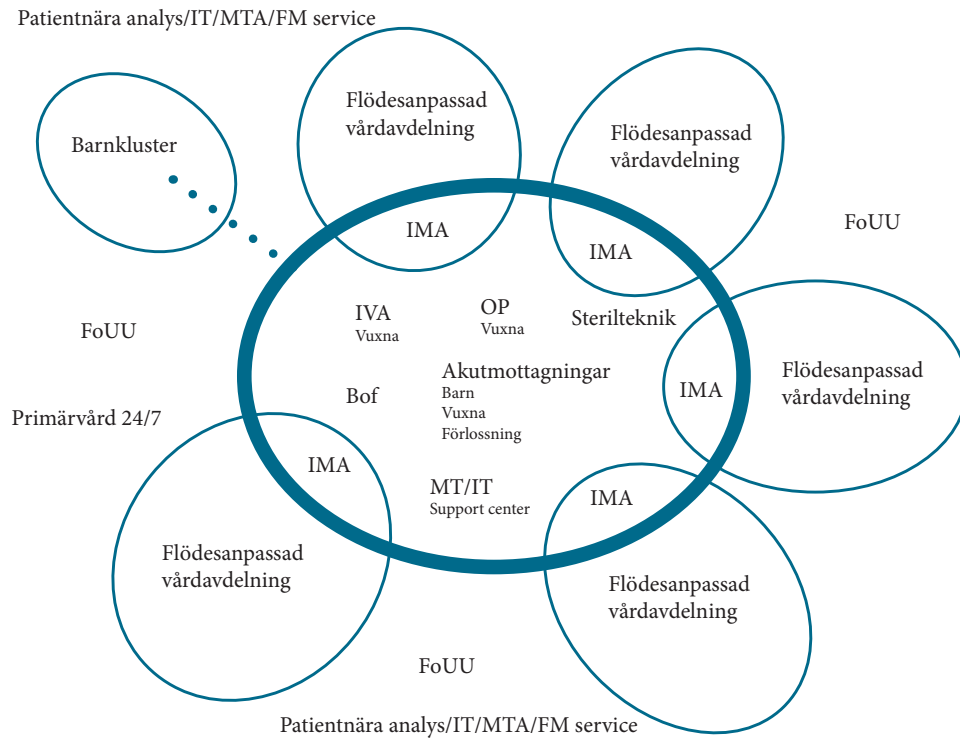 Patientnära analys/IT/MTA/FM service
Barnkluster
Flödesanpassad
vårdavdelning
Flödesanpassad
vårdavdelning
IMA
IMA
FoUU
FoUU
IVA
Vuxna
OP
Vuxna
Sterilteknik
Akutmottagningar
Barn
Vuxna
Förlossning
Bof
IMA
Flödesanpassad
vårdavdelning
Primärvård 24/7
IMA
MT/IT
Support center
IMA
Flödesanpassad
vårdavdelning
Flödesanpassad
vårdavdelning
FoUU
Patientnära analys/IT/MTA/FM service